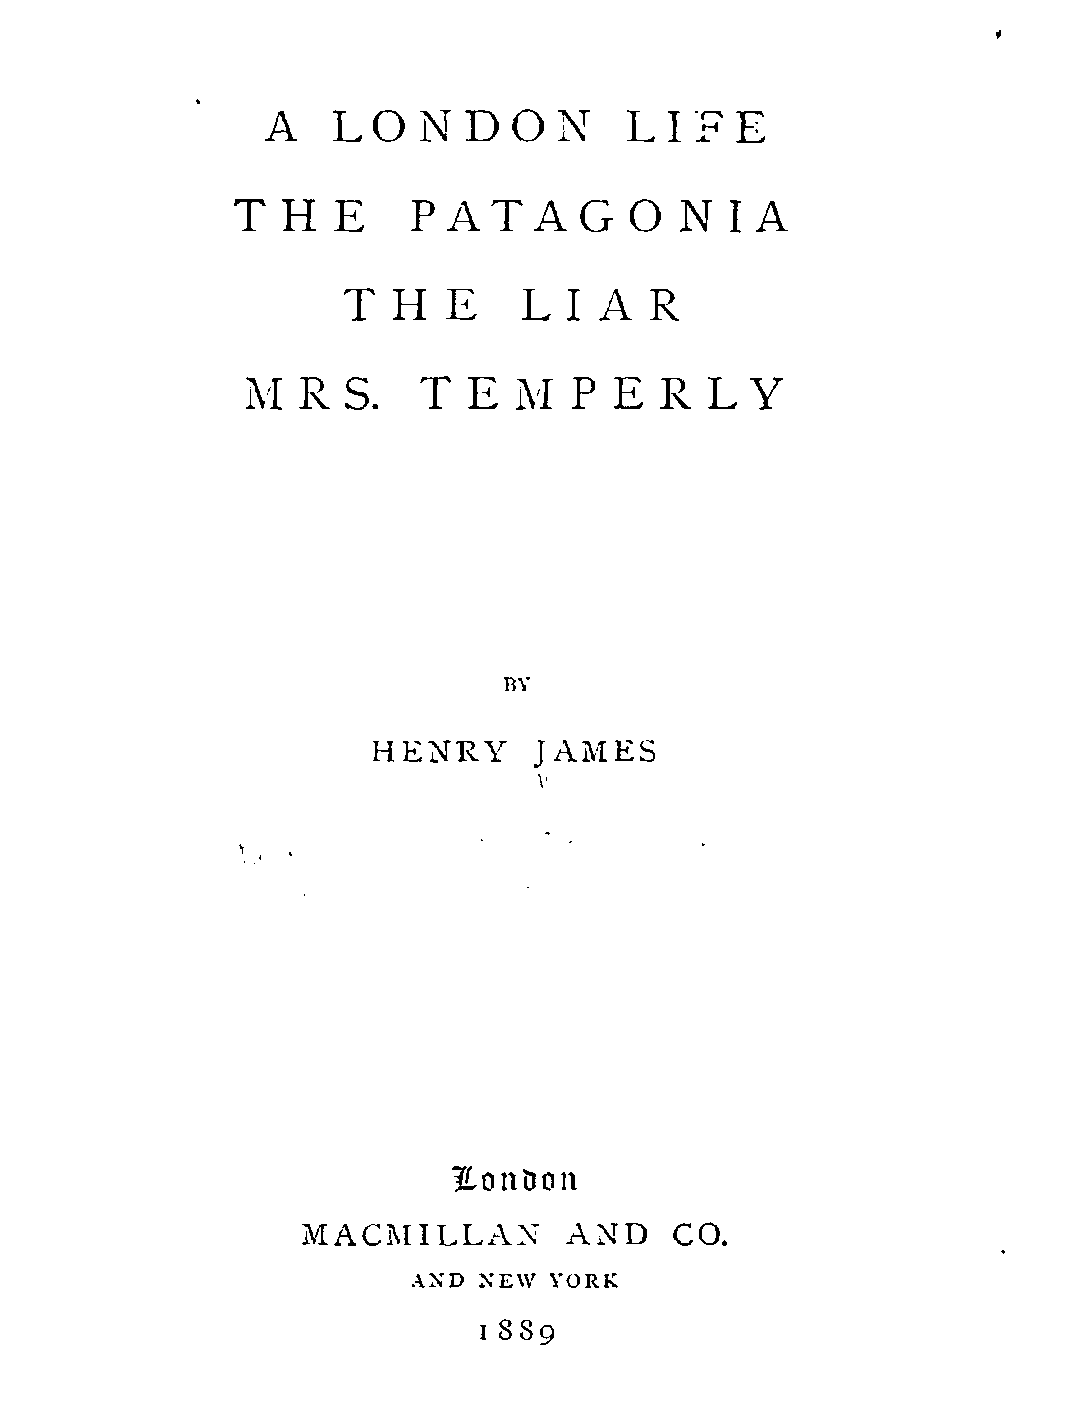 A LONDON LIFE
THE PATAGONIA
THE LIAR
MRS. TEMPERLY
BY
HENRY JAMES
London
MACMILLAN AND CO.
AND NEW YORK
1889